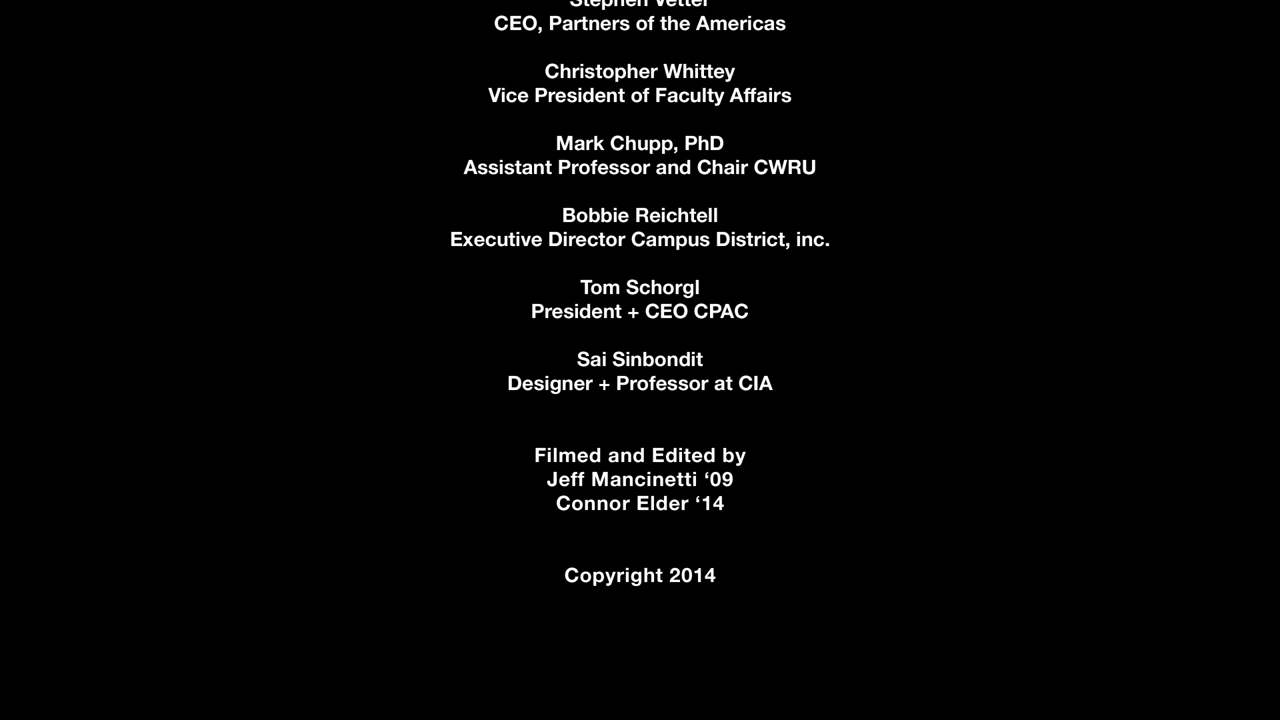 Stephen Vetter
CEO, Partners of the Americas
Christopher Whittey
Vice President of Faculty Affairs
Mark Chupp, PhD
Assistant Professor and Chair CWRU
Bobbie Reichtell
Executive Director Campus District, inc.
Tom Schorgl
President + CEO CPAC
Sai Sinbondit
Designer + Professor at CIA
Filmed and Edited by
Jeff Mancinetti ‘09
Connor Elder ‘14
Copyright 2014